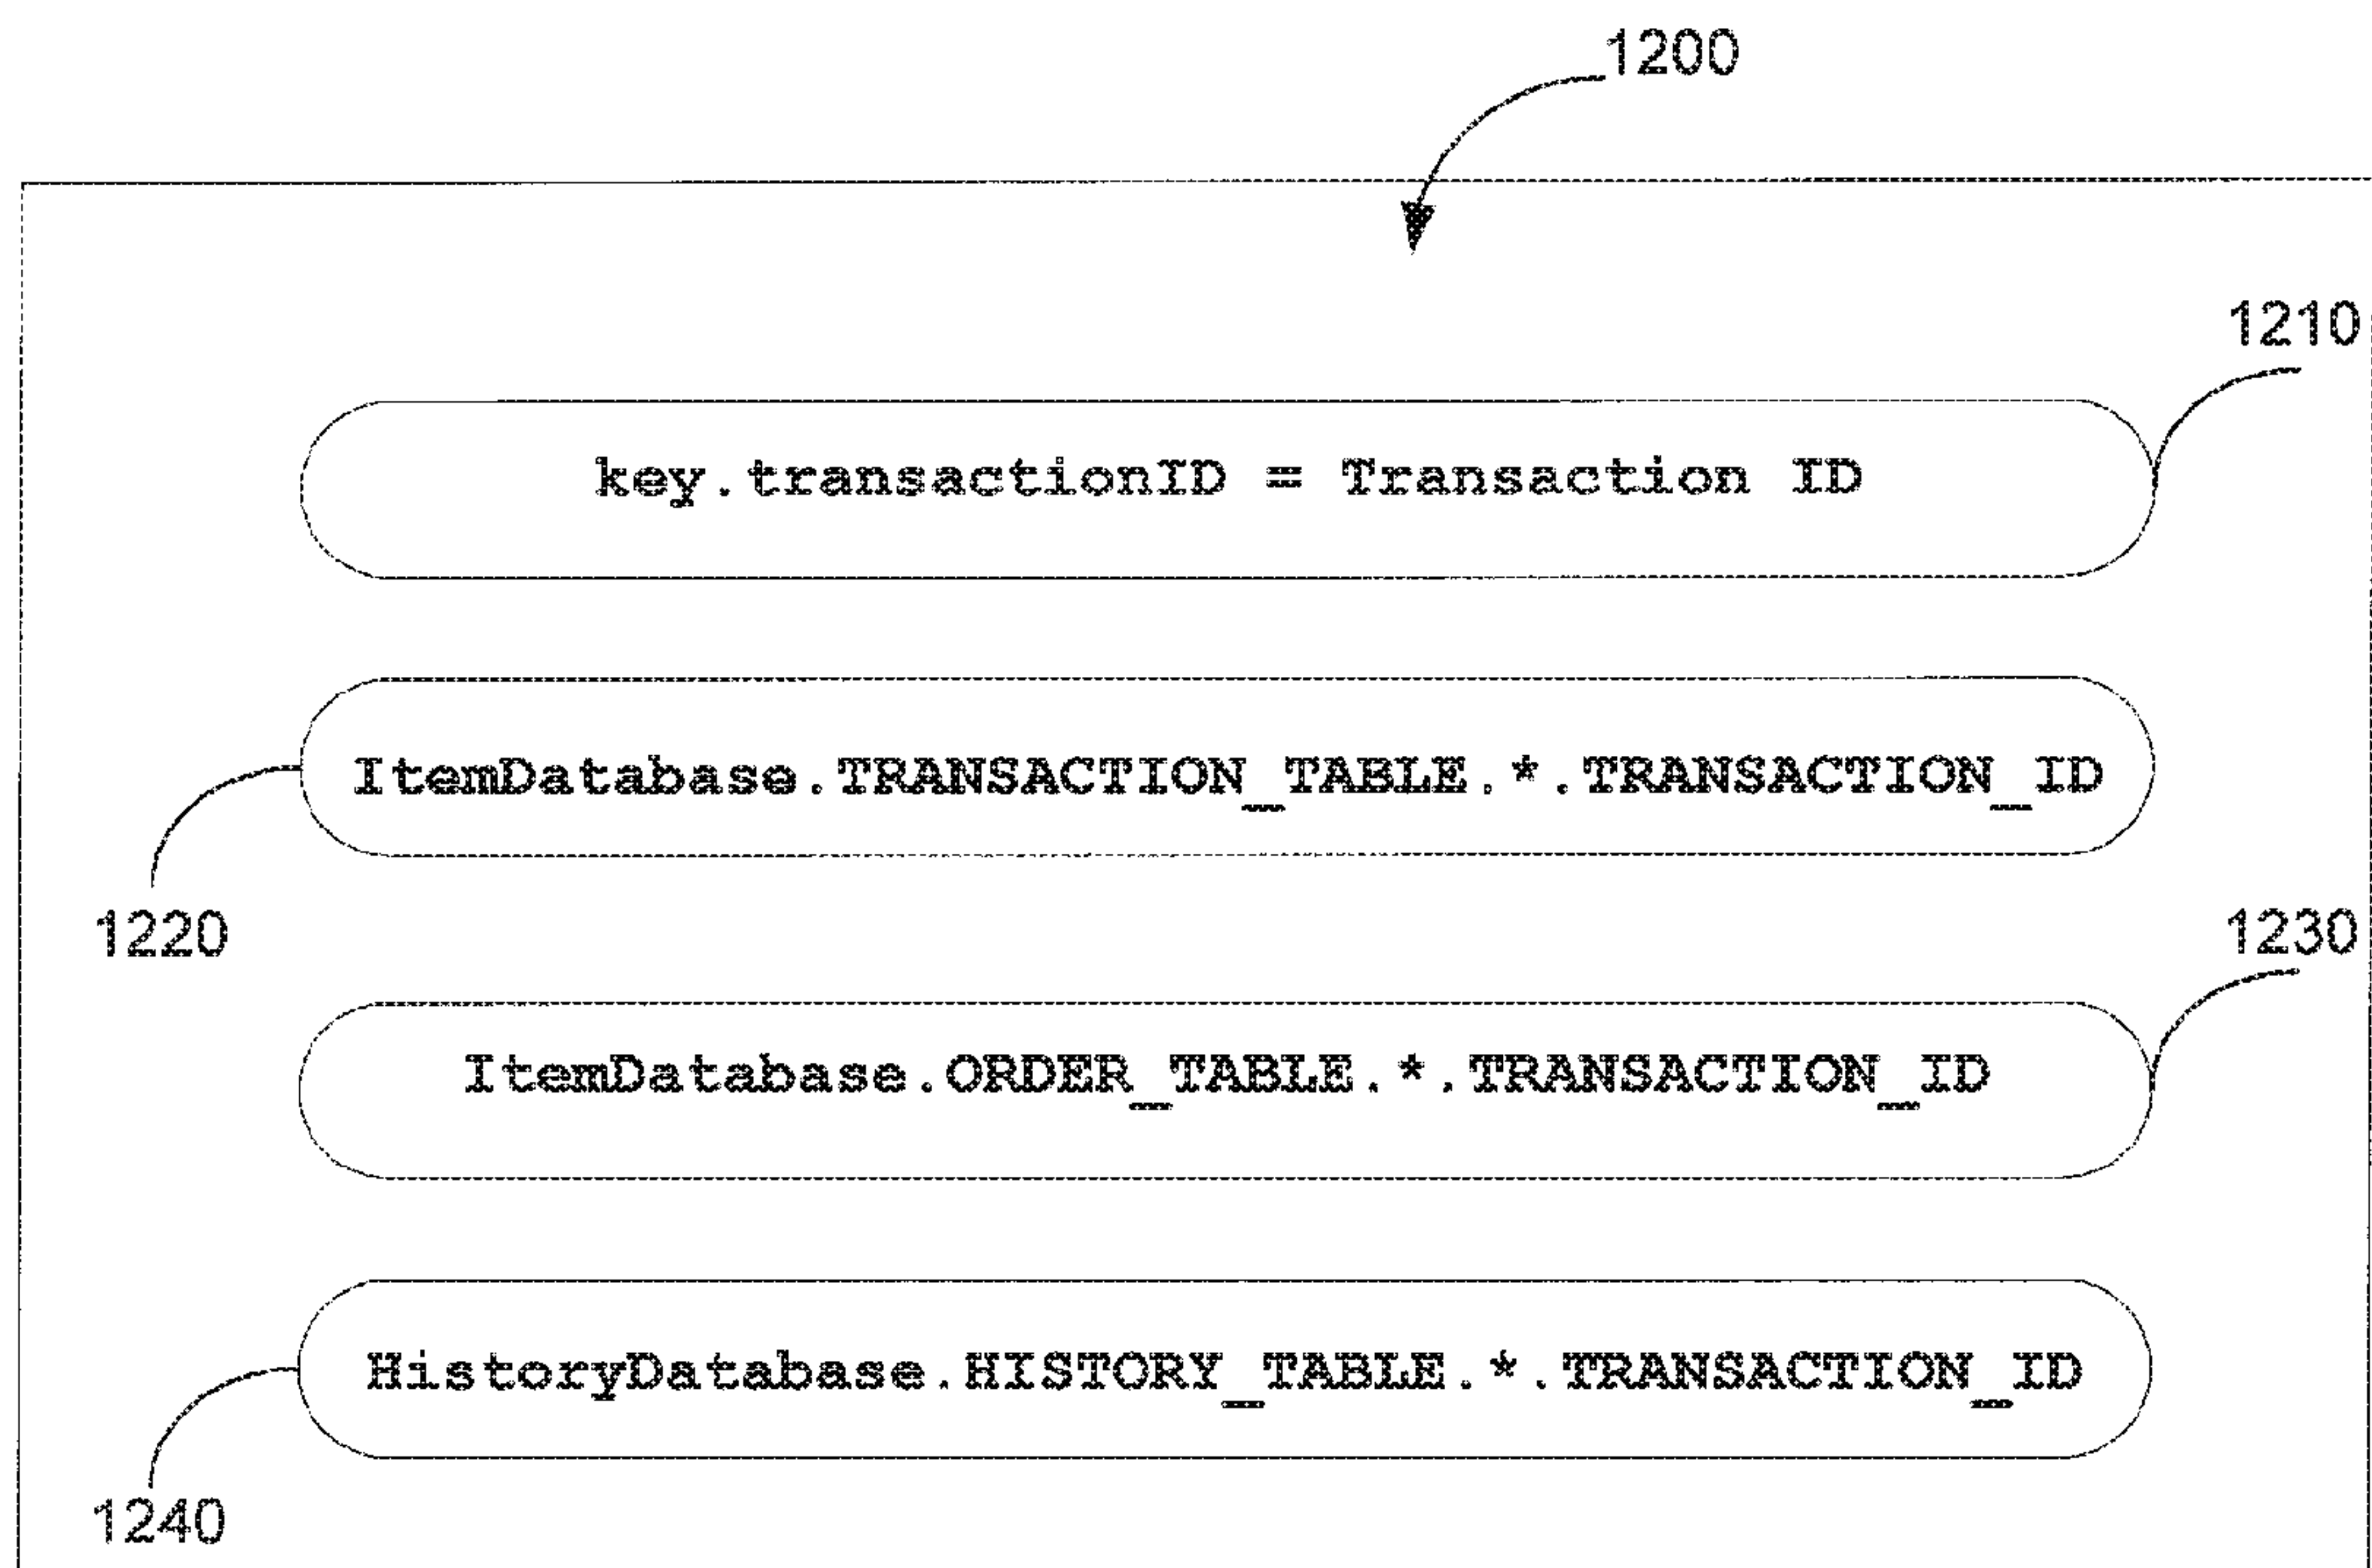 1200
1210
key.transactionID = Transaction ID
ItemDatabase.TRANSACTION_TABLE.*.TRANSACTION_ID
1220
1230
ItemDatabase.ORDER_TABLE.*.TRANSACTION_ID
HistoryDatabase.HISTORY_TABLE.*.TRANSACTION_ID
1240